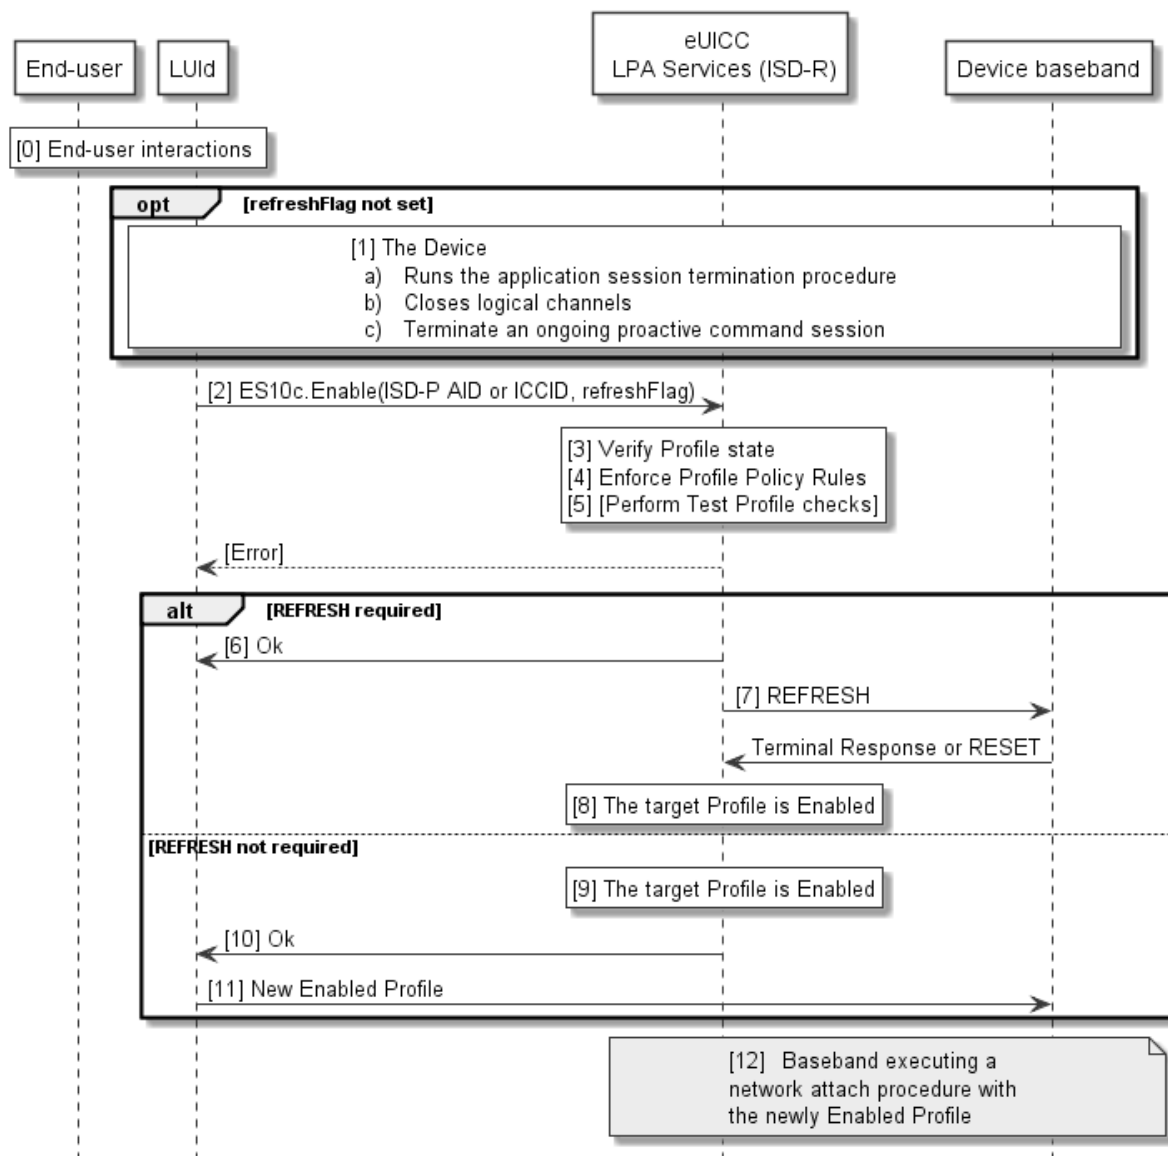 End-user
LUId
eUICC
LPA Services (ISD-R)
Device baseband
[0] End-user interactions
opt
[refreshFlag not set]
[1] The Device
a) Runs the application session termination procedure
b) Closes logical channels
c) Terminate an ongoing proactive command session
[2] ES10c.Enable(ISD-P AID or ICCID, refreshFlag)
[3] Verify Profile state
[4] Enforce Profile Policy Rules
[5] [Perform Test Profile checks]
[Error]
alt
[REFRESH required]
[6] Ok
[7] REFRESH
Terminal Response or RESET
[8] The target Profile is Enabled
[REFRESH not required]
[9] The target Profile is Enabled
[10] Ok
[11] New Enabled Profile
[12] Baseband executing a
network attach procedure with
the newly Enabled Profile